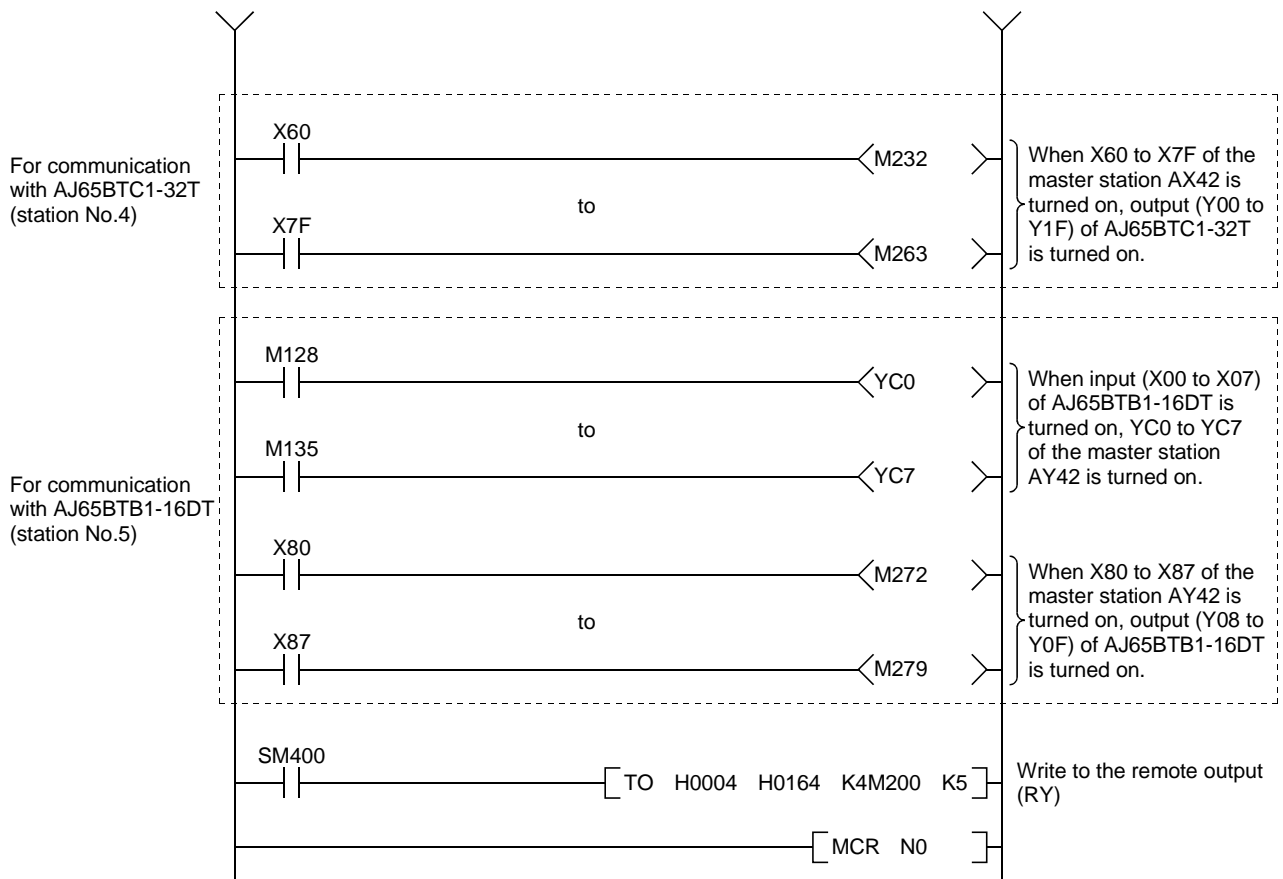 For communication
with AJ65BTC1-32T
(station No.4)
X60
M232
to
X7F
M263
When X60 to X7F of the
master station AX42 is
turned on, output (Y00 to
Y1F) of AJ65BTC1-32T
is turned on.
For communication
with AJ65BTB1-16DT
(station No.5)
M128
YC0
to
M135
YC7
When input (X00 to X07)
of AJ65BTB1-16DT is
turned on, YC0 to YC7
of the master station
AY42 is turned on.
X80
M272
to
X87
M279
When X80 to X87 of the
master station AY42 is
turned on, output (Y08 to
Y0F) of AJ65BTB1-16DT
is turned on.
SM400
TO H0004 H0164 K4M200 K5
Write to the remote output
(RY)
MCR N0